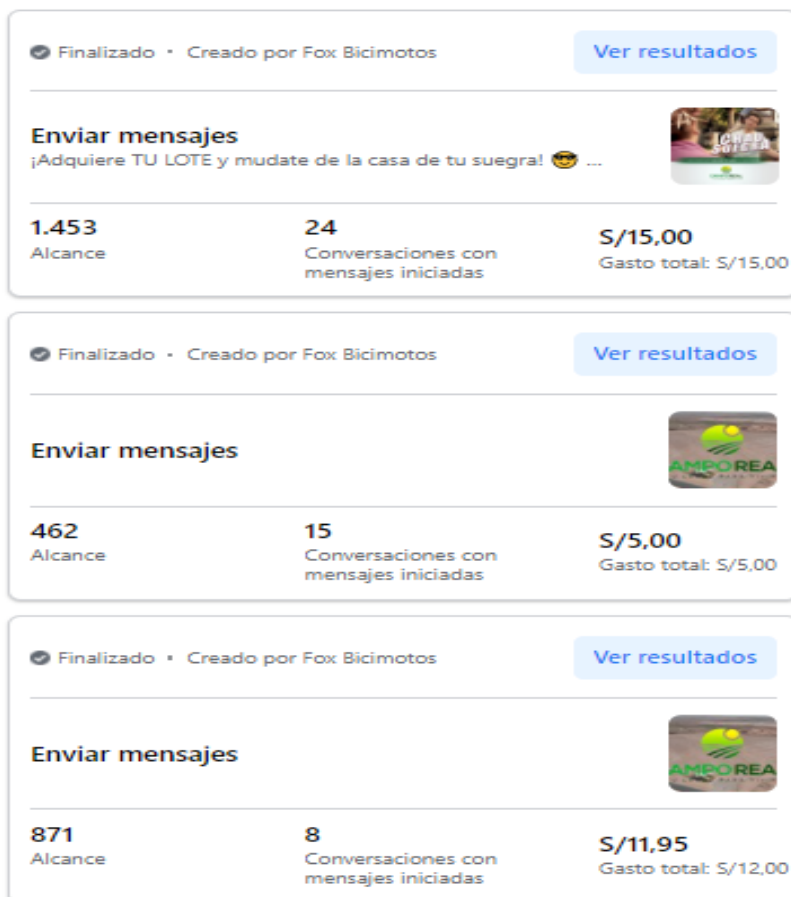 Finalizado • Creado por Fox Bicimotos
Ver resultados
Enviar mensajes
¡Adquiere TU LOTE y mudate de la casa de tu suegra! 😎 ...
¡CHAU
SUEGRA
1.453
Alcance
24
Conversaciones con
mensajes iniciadas
S/15,00
Gasto total: S/15,00
Finalizado • Creado por Fox Bicimotos
Ver resultados
Enviar mensajes
AMPOREA
462
Alcance
15
Conversaciones con
mensajes iniciadas
S/5,00
Gasto total: S/5,00
Finalizado • Creado por Fox Bicimotos
Ver resultados
Enviar mensajes
AMPOREA
871
Alcance
8
Conversaciones con
mensajes iniciadas
S/11,95
Gasto total: S/12,00